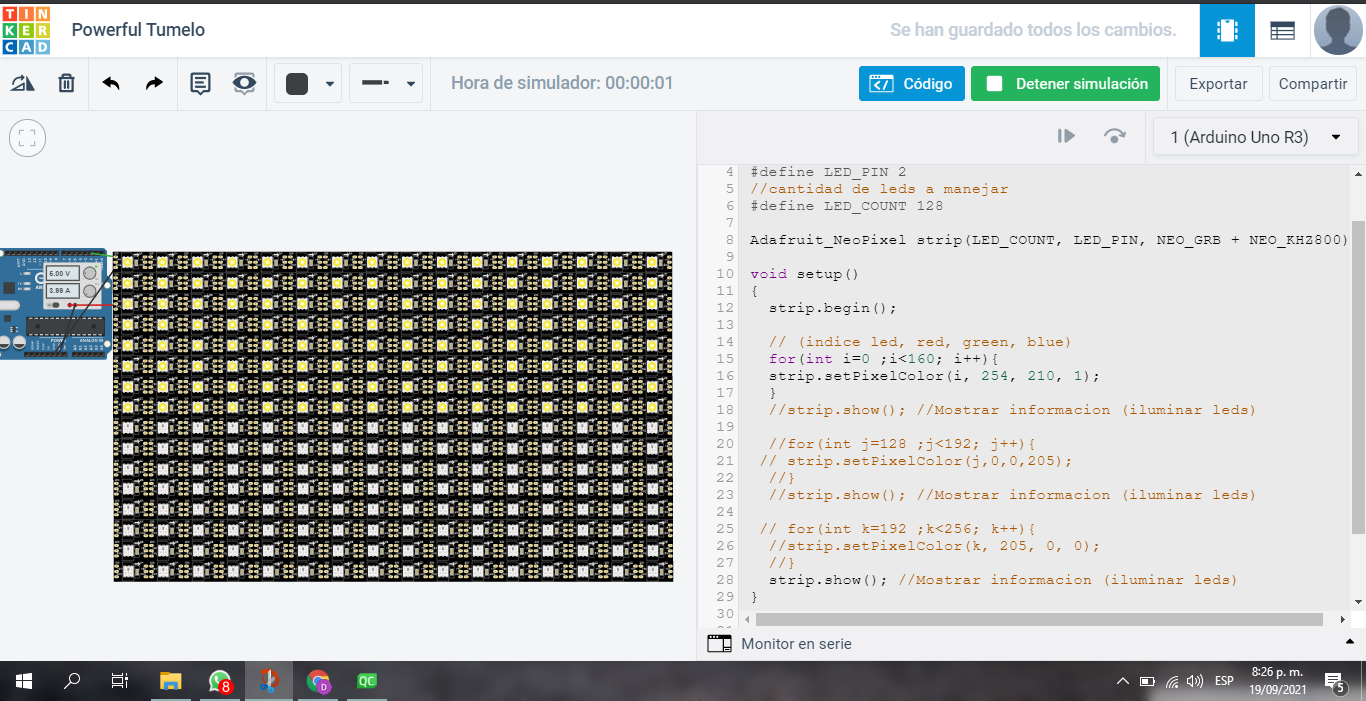 TIN
KER
CAD
Powerful Tumelo
Se han guardado todos los cambios.
Hora de simulador: 00:00:01
Código
Detener simulación
Exportar
Compartir
1 (Arduino Uno R3)
4 #define LED_PIN 2
5 //cantidad de leds a manejar
6 #define LED_COUNT 128
7
8 Adafruit_NeoPixel strip(LED_COUNT, LED_PIN, NEO_GRB + NEO_KHZ800)
9
10 void setup()
11 {
12 strip.begin();
13
14 // (indice led, red, green, blue)
15 for(int i=0 ;i<160; i++){
16 strip.setPixelColor(i, 254, 210, 1);
17 }
18 //strip.show(); //Mostrar informacion (iluminar leds)
19
20 //for(int j=128 ;j<192; j++){
21 // strip.setPixelColor(j,0,0,205);
22 //}
23 //strip.show(); //Mostrar informacion (iluminar leds)
24
25 // for(int k=192 ;k<256; k++){
26 //strip.setPixelColor(k, 205, 0, 0);
27 //}
28 strip.show(); //Mostrar informacion (iluminar leds)
29 }
30
5.00 V
3.99 A
POWER
ANALOG IN
Monitor en serie
8
D
QC
ESP
8:26 p. m.
19/09/2021
5